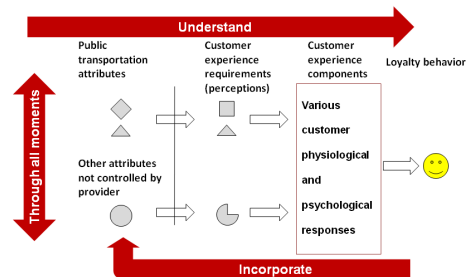 Understand
Public
transportation
attributes
Customer
experience
requirements
(perceptions)
Customer
experience
components
Loyalty behavior
Through all moments
Various
customer
physiological
and
psychological
responses
Other attributes
not controlled by
provider
Incorporate